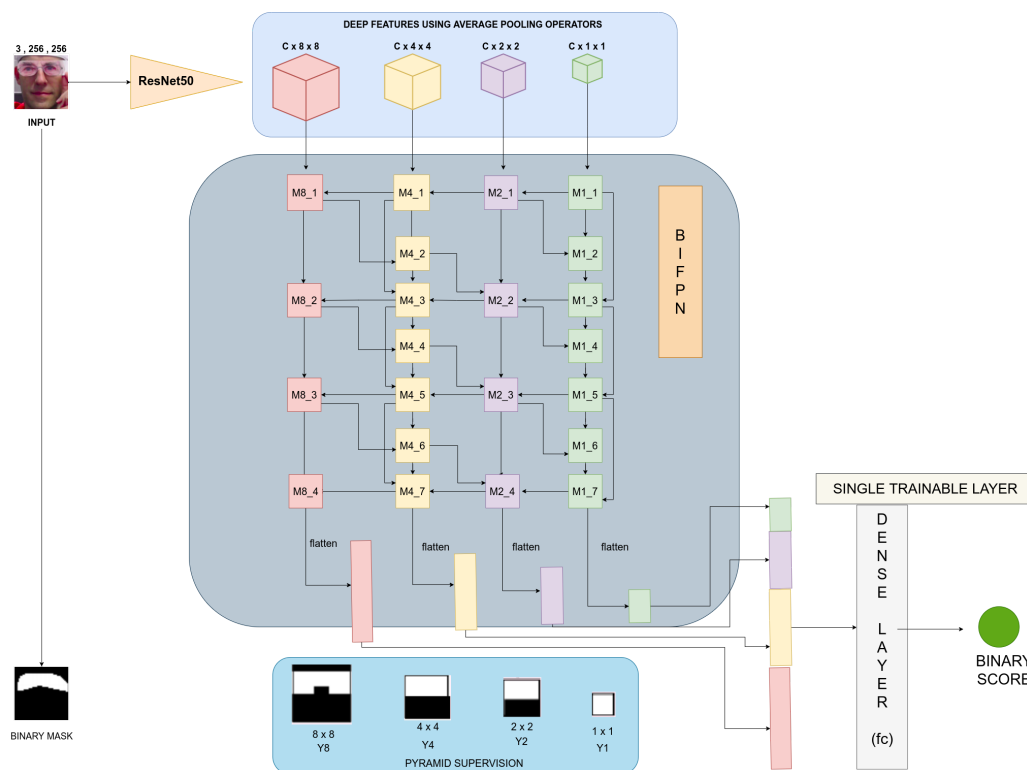 DEEP FEATURES USING AVERAGE POOLING OPERATORS
3 , 256 , 256
C x 8 x 8
C x 4 x 4
C x 2 x 2
C x 1 x 1
ResNet50
INPUT
M8_1
M4_1
M2_1
M1_1
B
I
F
P
N
M4_2
M1_2
M8_2
M4_3
M2_2
M1_3
M4_4
M1_4
M8_3
M4_5
M2_3
M1_5
M4_6
M1_6
M8_4
M4_7
M2_4
M1_7
flatten
flatten
flatten
flatten
SINGLE TRAINABLE LAYER
D
E
N
S
E
L
A
Y
E
R
(fc)
BINARY
SCORE
BINARY MASK
8 x 8
Y8
4 x 4
Y4
2 x 2
Y2
1 x 1
Y1
PYRAMID SUPERVISION